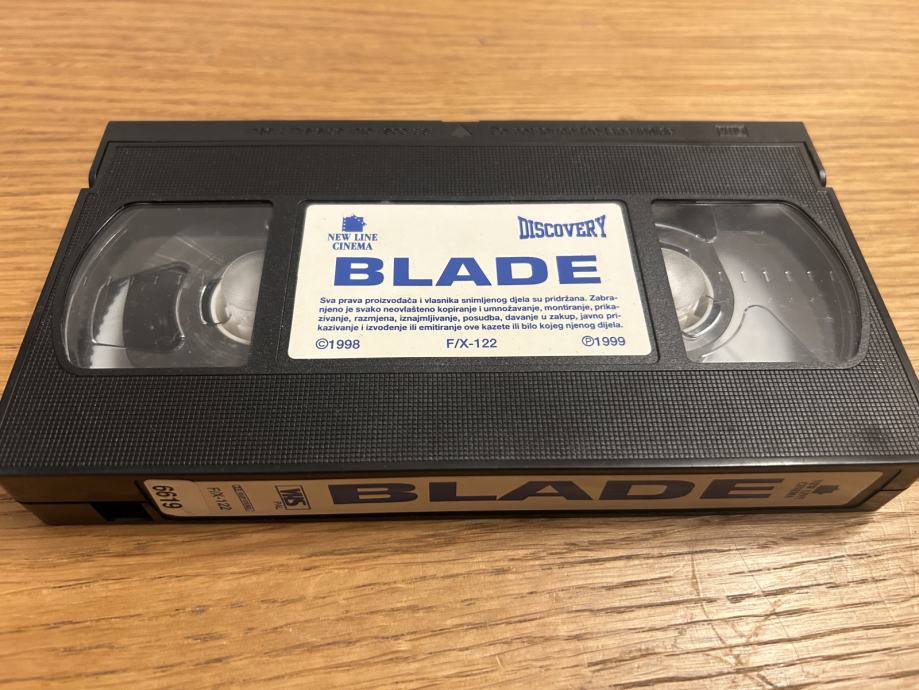 NEW LINE
CINEMA
DISCOVERY
BLADE
Sva prava proizvođača i vlasnika snimljenog djela su pridržana. Zabra-
njeno je svako neovlašteno kopiranje i umnožavanje, montiranje, prika-
zivanje, razmjena, iznajmljivanje, posudba, davanje u zakup, javno pri-
kazivanje i izvođenje ili emitiranje ove kazete ili bilo kojeg njenog dijela.
©1998 F/X-122 ℗1999
6619
F/X-122
VHS
PAL
BLADE
NEW LINE
CINEMA